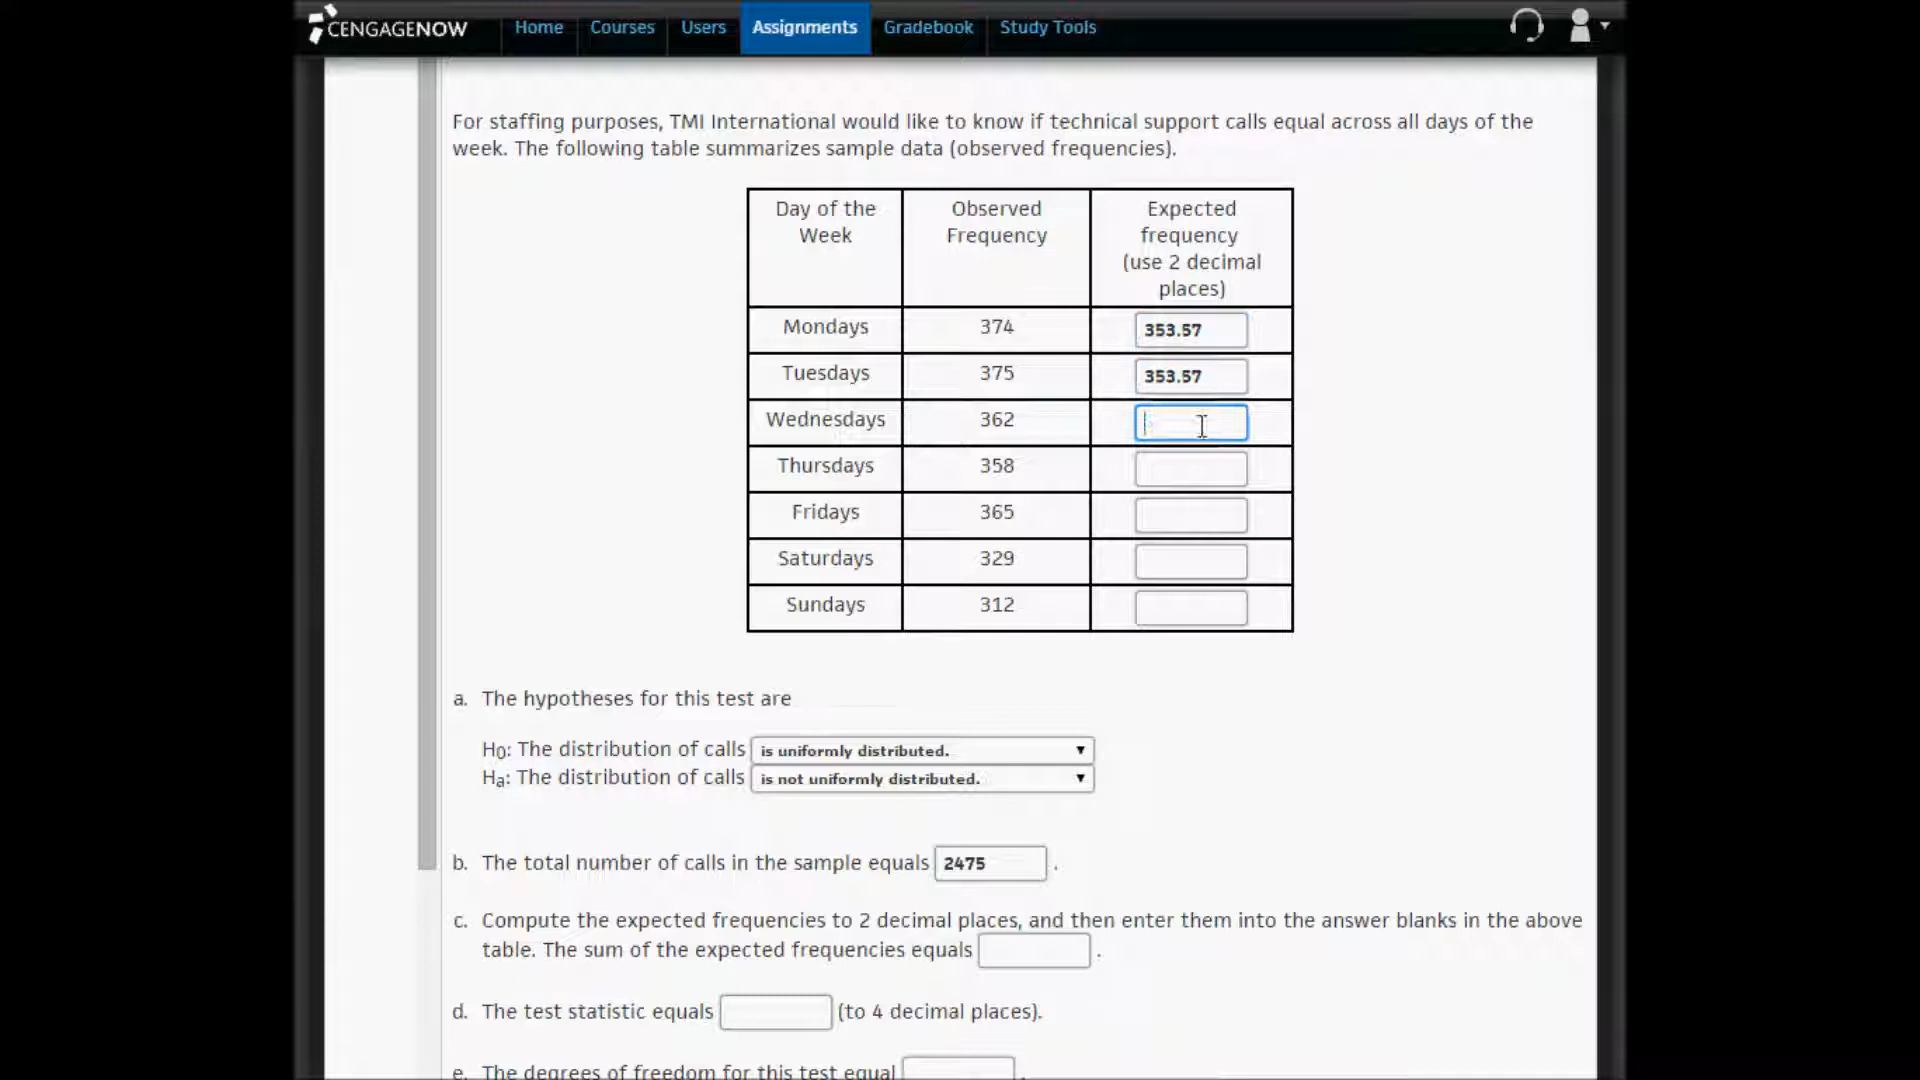 CENGAGENOW Home Courses Users Assignments Gradebook Study Tools
For staffing purposes, TMI International would like to know if technical support calls equal across all days of the
week. The following table summarizes sample data (observed frequencies).
Day of the Week Observed Frequency Expected frequency (use 2 decimal places)
Mondays 374 353.57
Tuesdays 375 353.57
Wednesdays 362
Thursdays 358
Fridays 365
Saturdays 329
Sundays 312
a. The hypotheses for this test are
H0: The distribution of calls is uniformly distributed.
Ha: The distribution of calls is not uniformly distributed.
b. The total number of calls in the sample equals 2475 .
c. Compute the expected frequencies to 2 decimal places, and then enter them into the answer blanks in the above
table. The sum of the expected frequencies equals .
d. The test statistic equals (to 4 decimal places).
e. The degrees of freedom for this test equal .